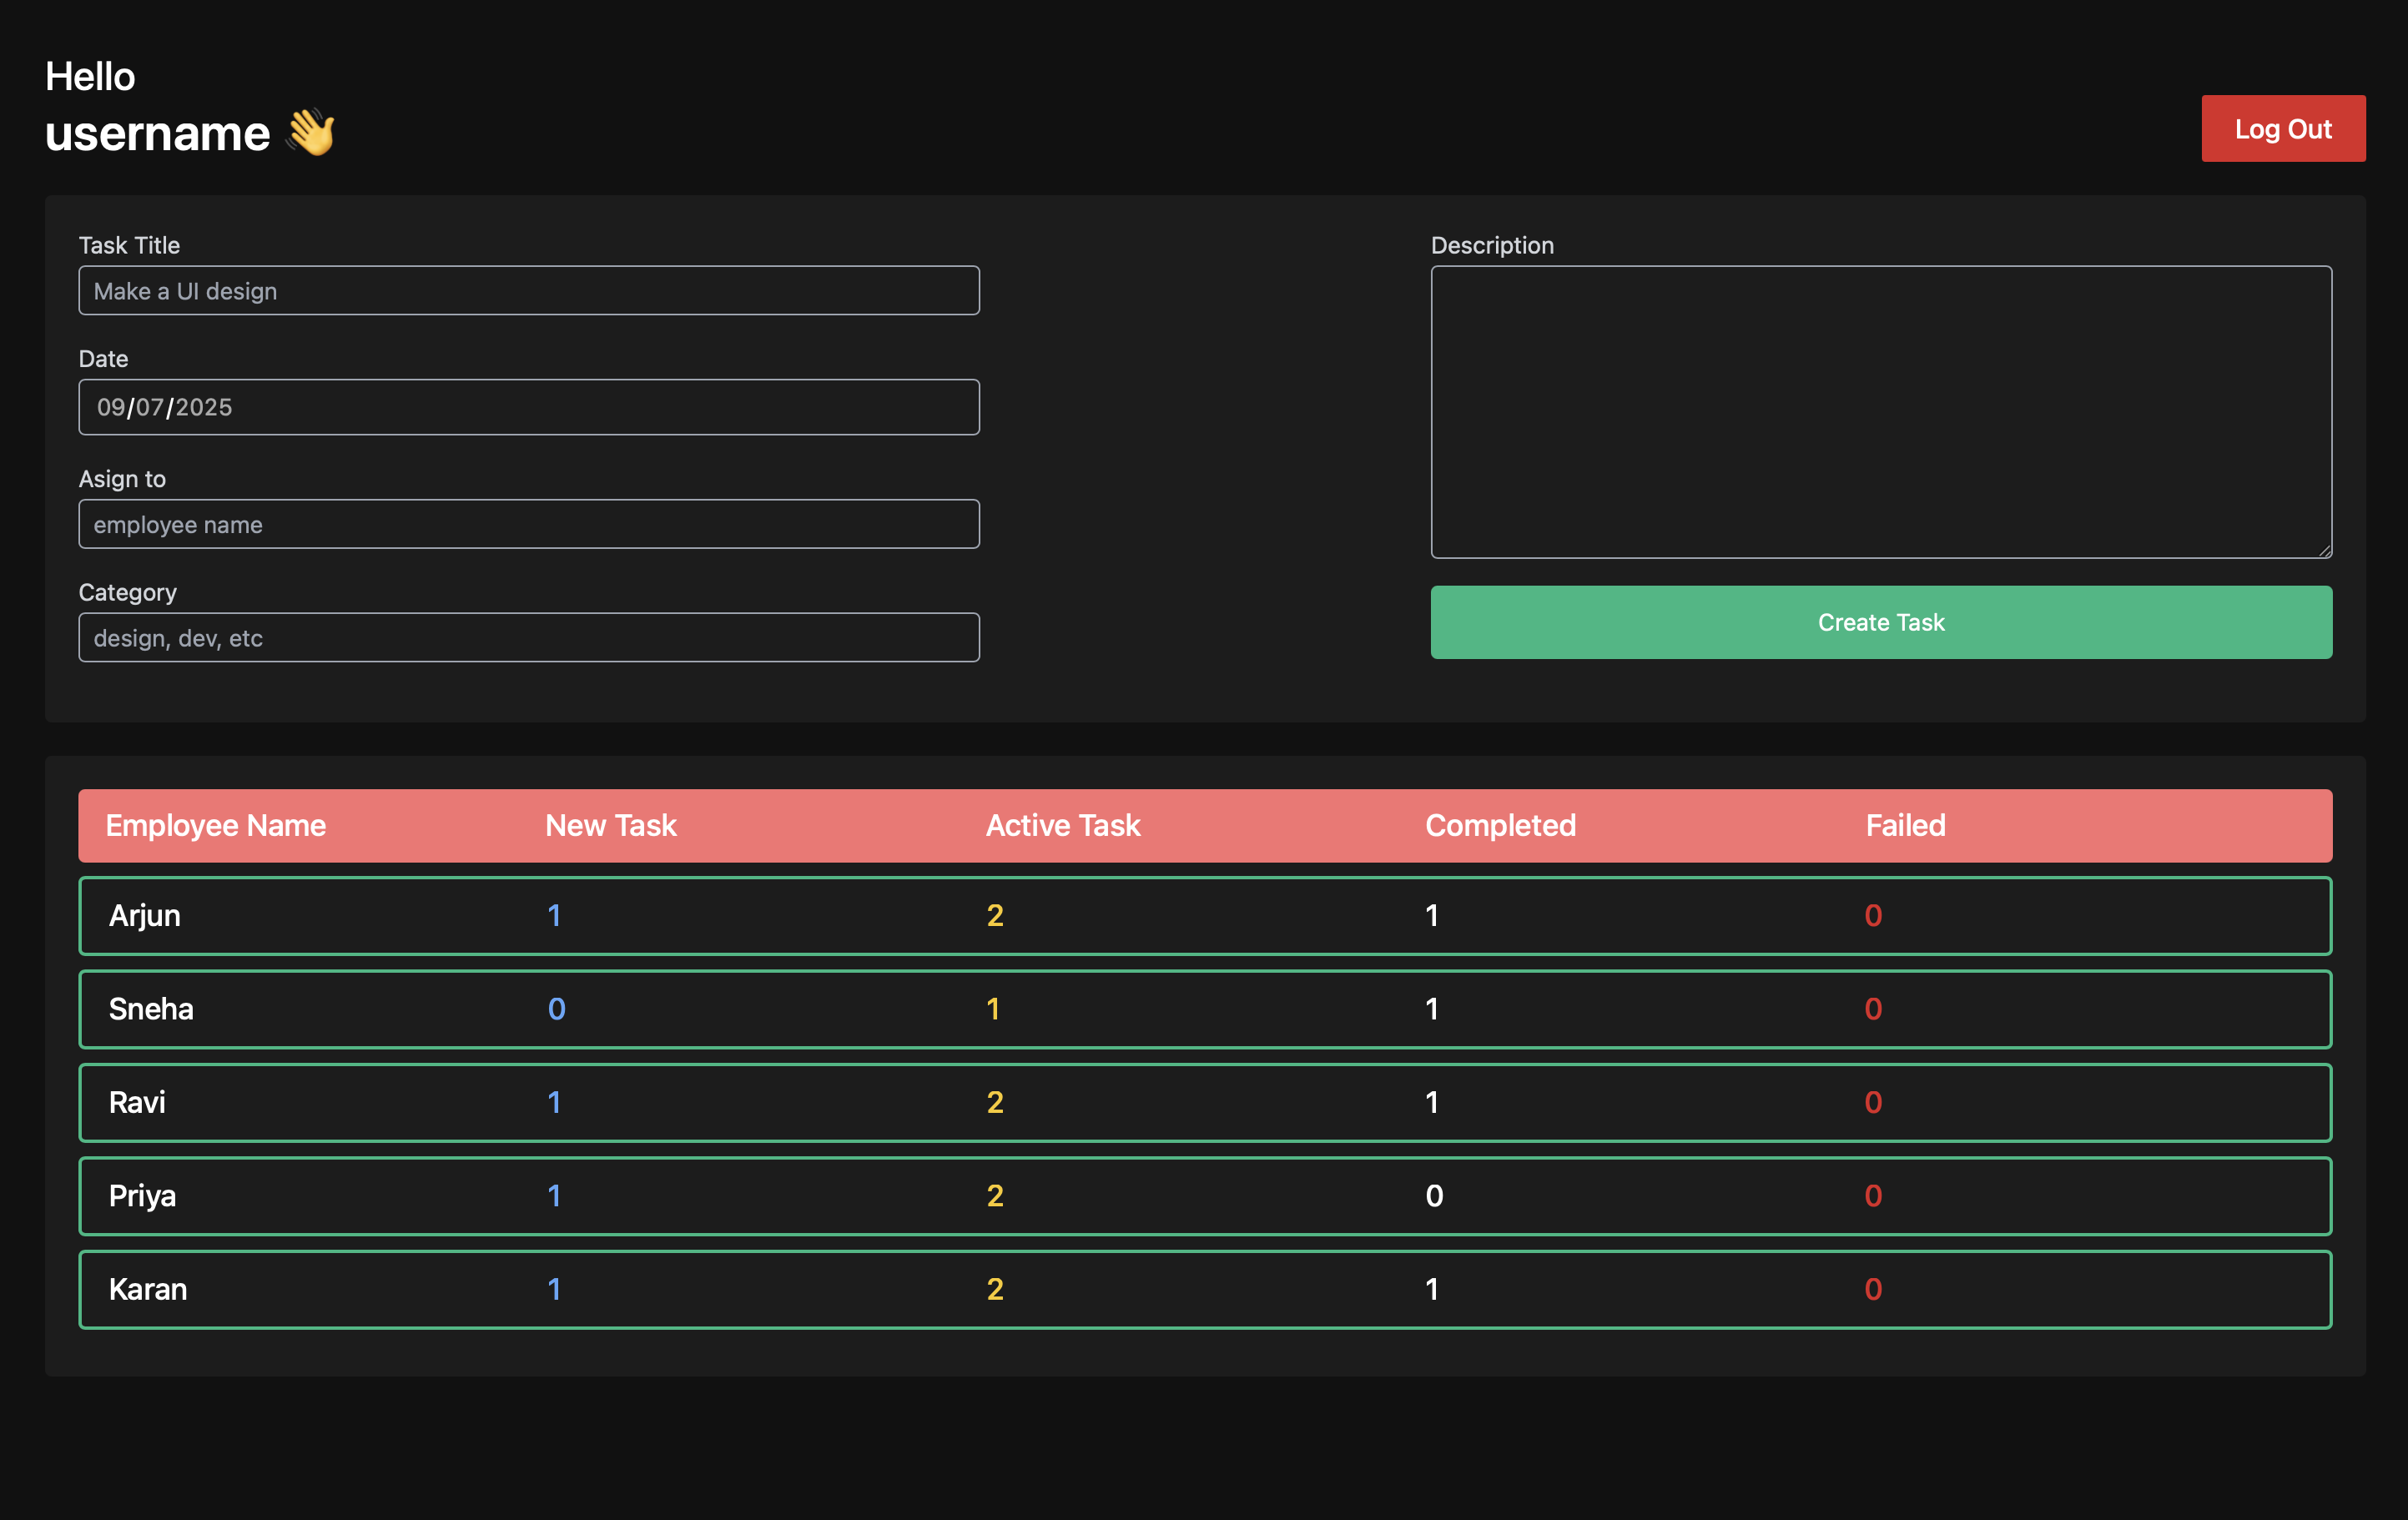 Hello
username 👋
Log Out
Task Title
Make a UI design
Date
09/07/2025
Asign to
employee name
Category
design, dev, etc
Description
Create Task
Employee Name New Task Active Task Completed Failed
Arjun 1 2 1 0
Sneha 0 1 1 0
Ravi 1 2 1 0
Priya 1 2 0 0
Karan 1 2 1 0